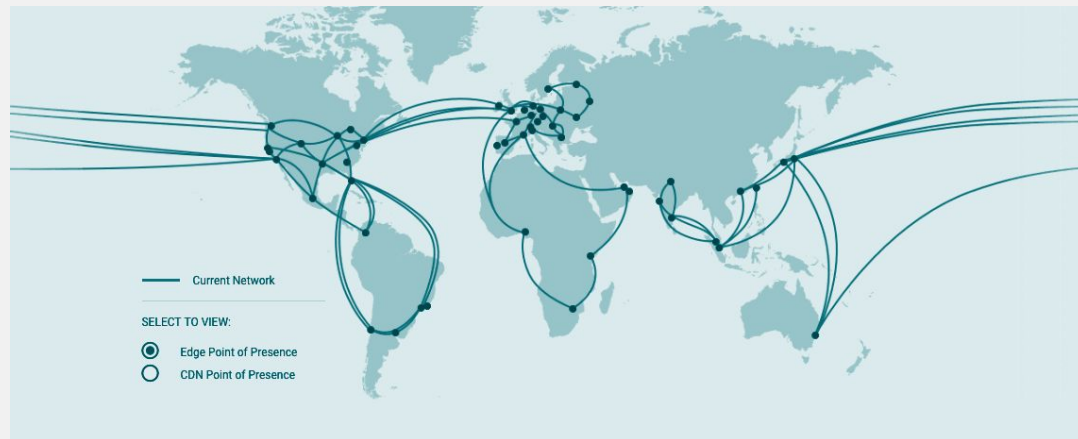 Current Network
SELECT TO VIEW:
Edge Point of Presence
CDN Point of Presence